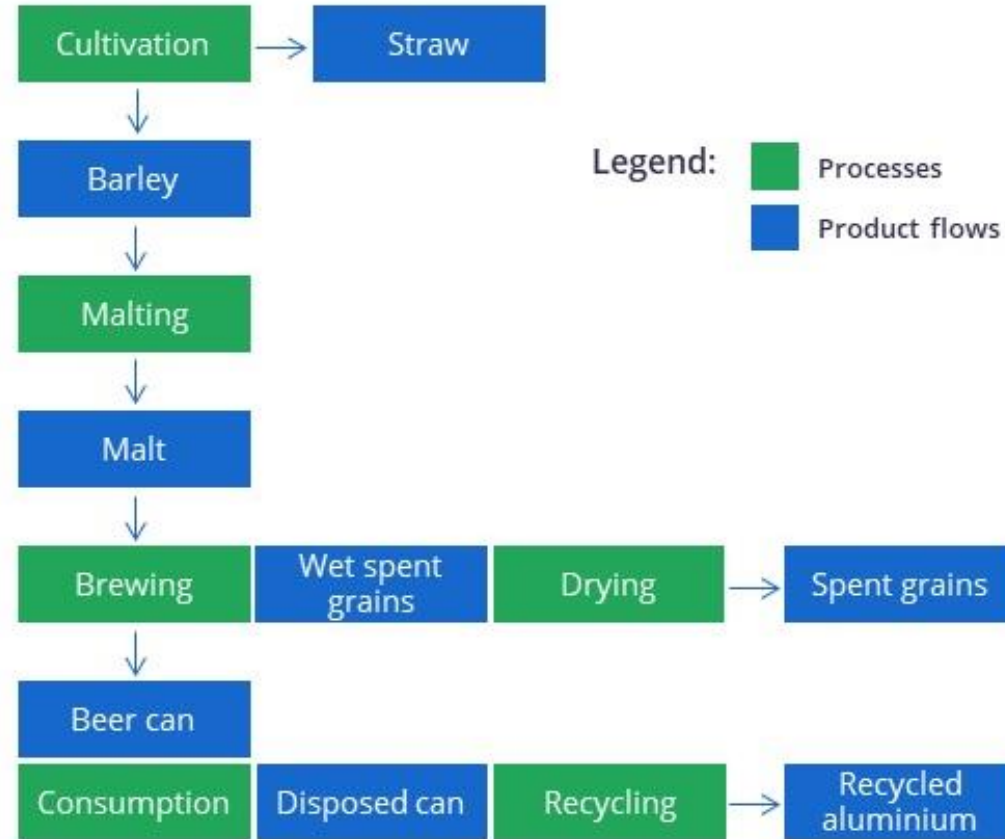 Cultivation
Straw
Barley
Legend:
Processes
Product flows
Malting
Malt
Brewing
Wet spent
grains
Drying
Spent grains
Beer can
Consumption
Disposed can
Recycling
Recycled
aluminium